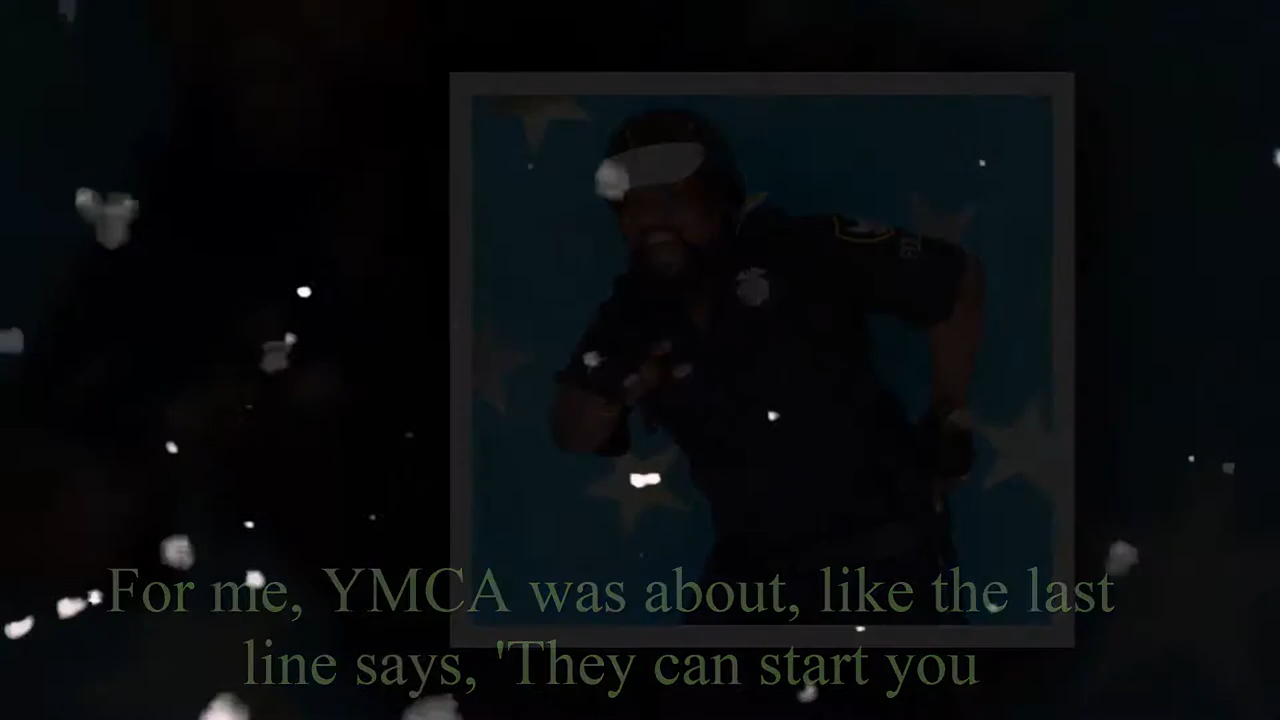 For me, YMCA was about, like the last
line says, 'They can start you